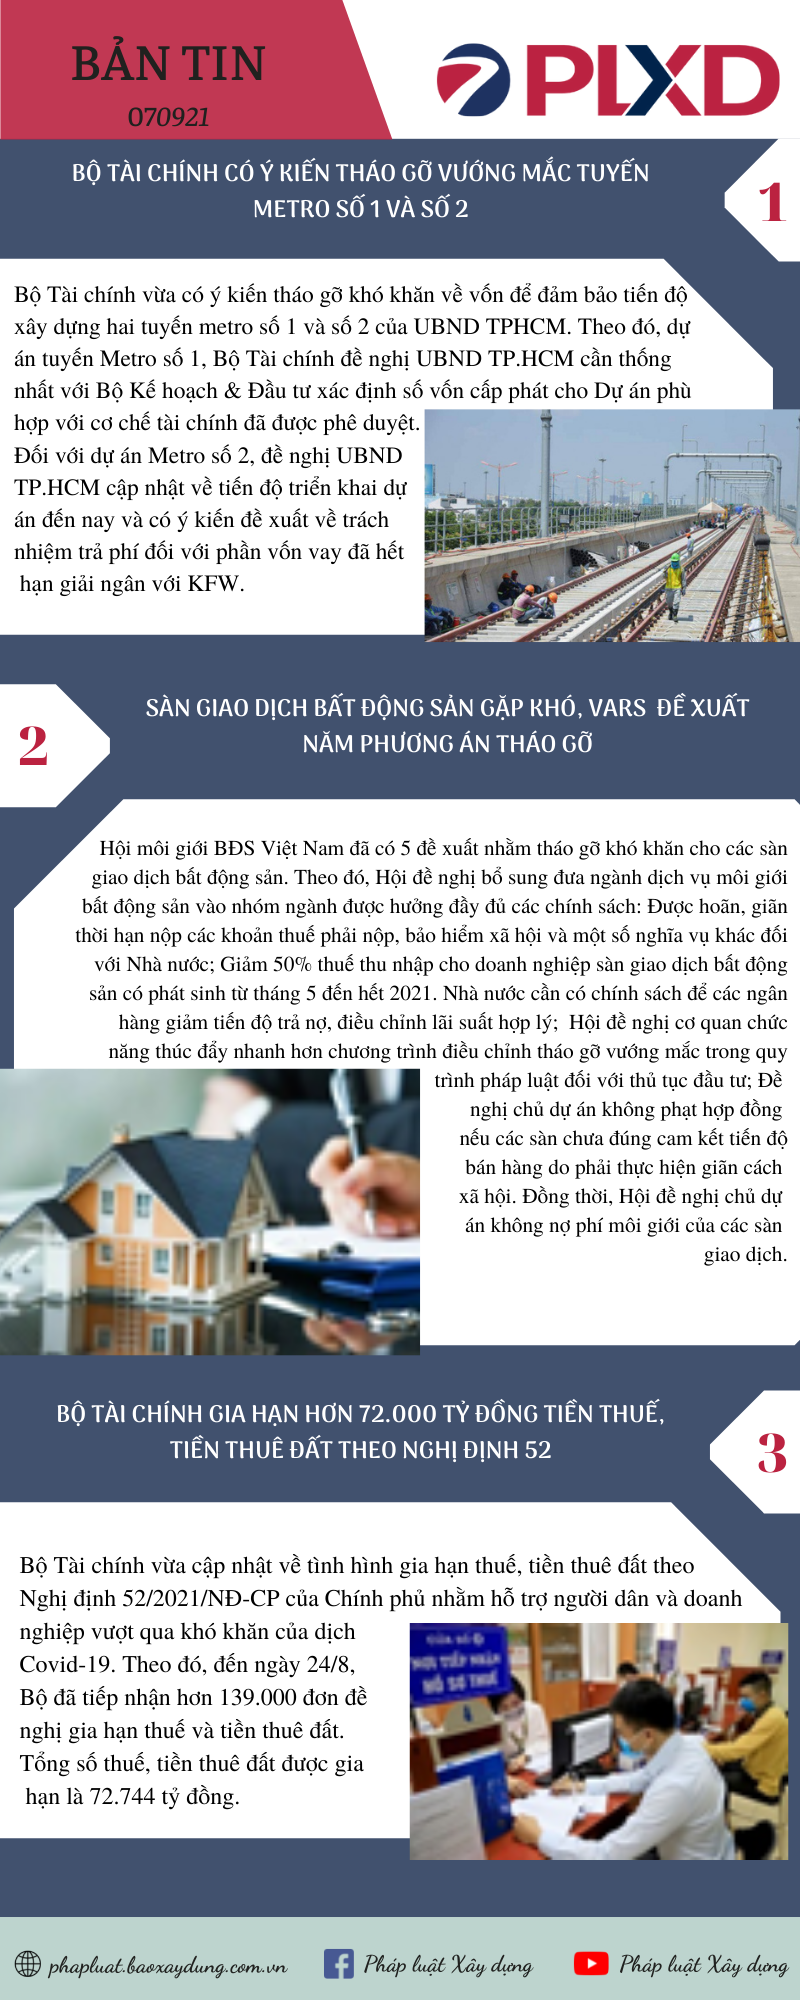 BẢN TIN
070921
PLXD
BỘ TÀI CHÍNH CÓ Ý KIẾN THÁO GỠ VƯỚNG MẮC TUYẾN
METRO SỐ 1 VÀ SỐ 2
1
Bộ Tài chính vừa có ý kiến tháo gỡ khó khăn về vốn để đảm bảo tiến độ
xây dựng hai tuyến metro số 1 và số 2 của UBND TPHCM. Theo đó, dự
án tuyến Metro số 1, Bộ Tài chính đề nghị UBND TP.HCM cần thống
nhất với Bộ Kế hoạch & Đầu tư xác định số vốn cấp phát cho Dự án phù
hợp với cơ chế tài chính đã được phê duyệt.
Đối với dự án Metro số 2, đề nghị UBND
TP.HCM cập nhật về tiến độ triển khai dự
án đến nay và có ý kiến đề xuất về trách
nhiệm trả phí đối với phần vốn vay đã hết
hạn giải ngân với KFW.
2
SÀN GIAO DỊCH BẤT ĐỘNG SẢN GẶP KHÓ, VARS ĐỀ XUẤT
NĂM PHƯƠNG ÁN THÁO GỠ
Hội môi giới BĐS Việt Nam đã có 5 đề xuất nhằm tháo gỡ khó khăn cho các sàn
giao dịch bất động sản. Theo đó, Hội đề nghị bổ sung đưa ngành dịch vụ môi giới
bất động sản vào nhóm ngành được hưởng đầy đủ các chính sách: Được hoãn, giãn
thời hạn nộp các khoản thuế phải nộp, bảo hiểm xã hội và một số nghĩa vụ khác đối
với Nhà nước; Giảm 50% thuế thu nhập cho doanh nghiệp sàn giao dịch bất động
sản có phát sinh từ tháng 5 đến hết 2021. Nhà nước cần có chính sách để các ngân
hàng giảm tiến độ trả nợ, điều chỉnh lãi suất hợp lý; Hội đề nghị cơ quan chức
năng thúc đẩy nhanh hơn chương trình điều chỉnh tháo gỡ vướng mắc trong quy
trình pháp luật đối với thủ tục đầu tư; Đề
nghị chủ dự án không phạt hợp đồng
nếu các sàn chưa đúng cam kết tiến độ
bán hàng do phải thực hiện giãn cách
xã hội. Đồng thời, Hội đề nghị chủ dự
án không nợ phí môi giới của các sàn
giao dịch.
BỘ TÀI CHÍNH GIA HẠN HƠN 72.000 TỶ ĐỒNG TIỀN THUẾ,
TIỀN THUÊ ĐẤT THEO NGHỊ ĐỊNH 52
3
Bộ Tài chính vừa cập nhật về tình hình gia hạn thuế, tiền thuê đất theo
Nghị định 52/2021/NĐ-CP của Chính phủ nhằm hỗ trợ người dân và doanh
nghiệp vượt qua khó khăn của dịch
Covid-19. Theo đó, đến ngày 24/8,
Bộ đã tiếp nhận hơn 139.000 đơn đề
nghị gia hạn thuế và tiền thuê đất.
Tổng số thuế, tiền thuê đất được gia
hạn là 72.744 tỷ đồng.
HỒ SƠ THUẾ
phapluat.baoxaydung.com.vn
Pháp luật Xây dựng
Pháp luật Xây dựng